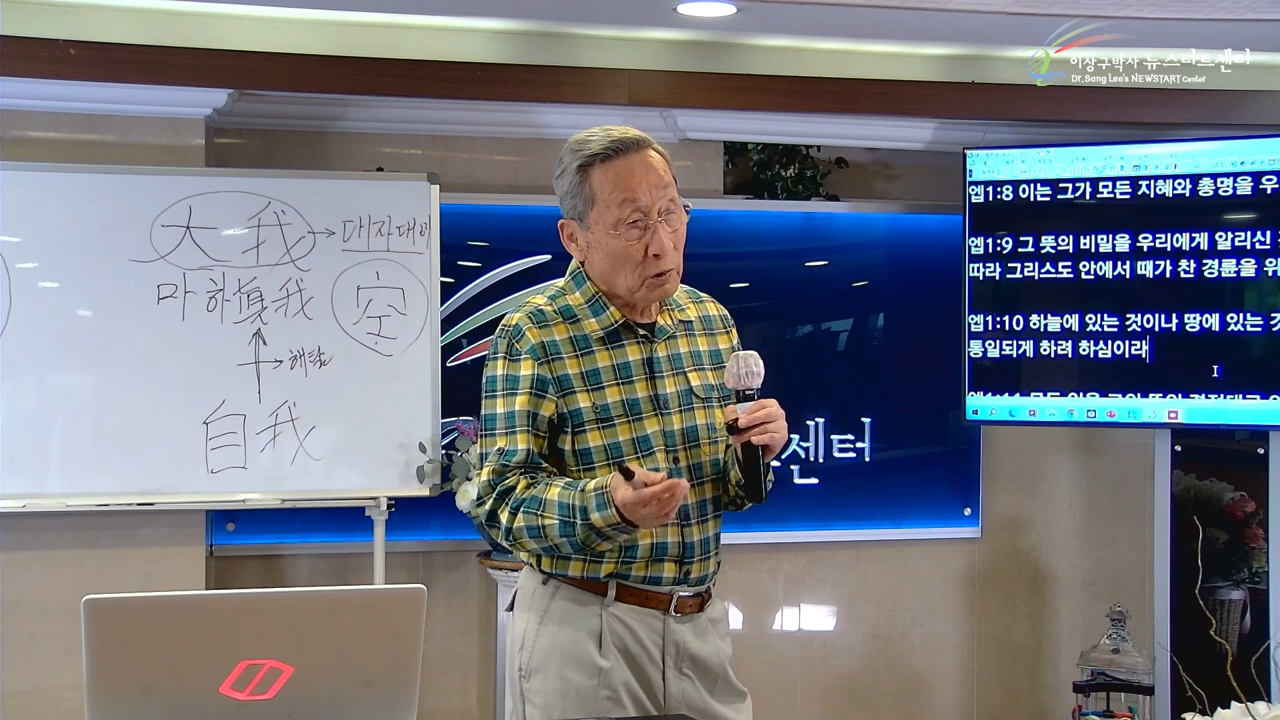 이상구박사 뉴스타트센터
Dr. Sang Lee's NEWSTART Center
大我 → 대자대비
마하眞我
空
→ 해탈
自我
센터
엡1:8 이는 그가 모든 지혜와 총명을 우
엡1:9 그 뜻의 비밀을 우리에게 알리신
따라 그리스도 안에서 때가 찬 경륜을 위
엡1:10 하늘에 있는 것이나 땅에 있는 것
통일되게 하려 하심이라